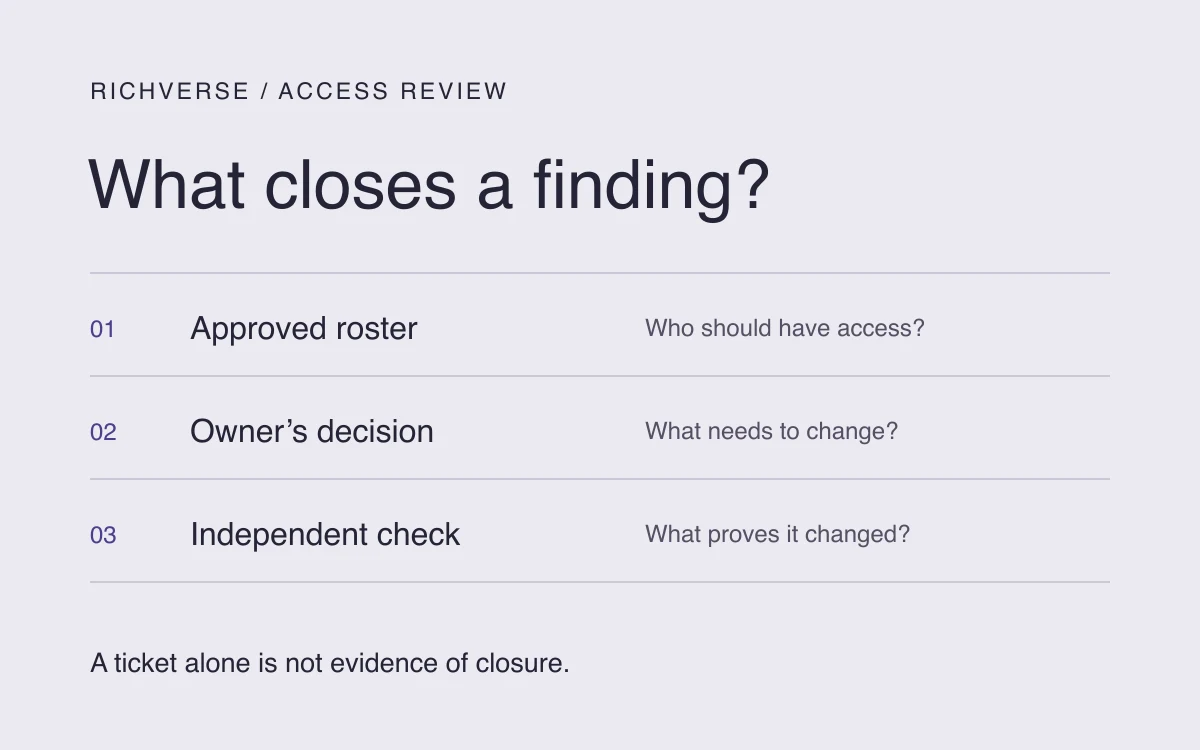 RICHVERSE / ACCESS REVIEW
What closes a finding?
01 Approved roster Who should have access?
02 Owner’s decision What needs to change?
03 Independent check What proves it changed?
A ticket alone is not evidence of closure.